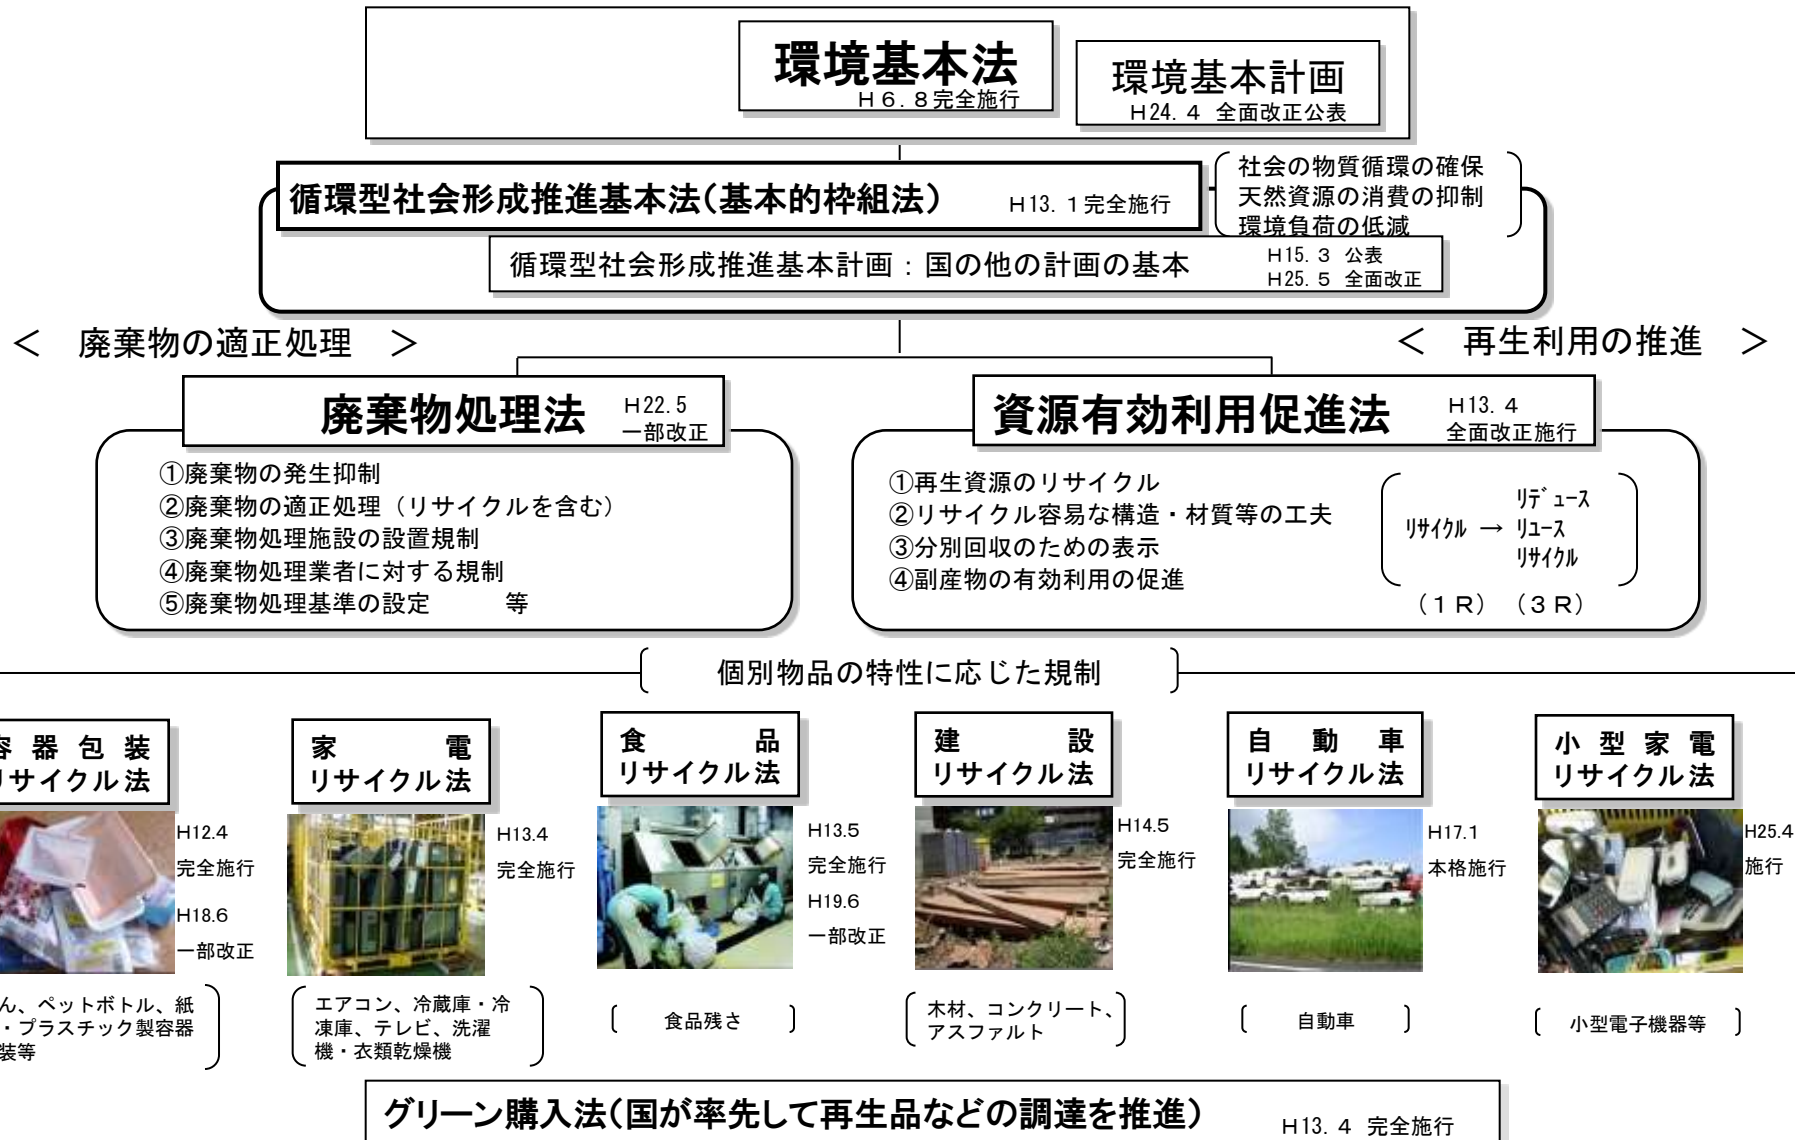 環境基本法
H6.8完全施行
環境基本計画
H24.4 全面改正公表
循環型社会形成推進基本法(基本的枠組法)
H13.1完全施行
社会の物質循環の確保
天然資源の消費の抑制
環境負荷の低減
循環型社会形成推進基本計画:国の他の計画の基本
H15.3 公表
H25.5 全面改正
< 廃棄物の適正処理 >
< 再生利用の推進 >
廃棄物処理法
H22.5
一部改正
①廃棄物の発生抑制
②廃棄物の適正処理(リサイクルを含む)
③廃棄物処理施設の設置規制
④廃棄物処理業者に対する規制
⑤廃棄物処理基準の設定 等
資源有効利用促進法
H13.4
全面改正施行
①再生資源のリサイクル
②リサイクル容易な構造・材質等の工夫
③分別回収のための表示
④副産物の有効利用の促進
リデュース
リサイクル → リユース
リサイクル
(1R) (3R)
個別物品の特性に応じた規制
容器包装
リサイクル法
H12.4
完全施行
H18.6
一部改正
ん、ペットボトル、紙
・プラスチック製容器
装等
家電
リサイクル法
H13.4
完全施行
エアコン、冷蔵庫・冷
凍庫、テレビ、洗濯
機・衣類乾燥機
食品
リサイクル法
H13.5
完全施行
H19.6
一部改正
食品残さ
建設
リサイクル法
H14.5
完全施行
木材、コンクリート、
アスファルト
自動車
リサイクル法
H17.1
本格施行
自動車
小型家電
リサイクル法
H25.4
施行
小型電子機器等
グリーン購入法(国が率先して再生品などの調達を推進)
H13.4 完全施行